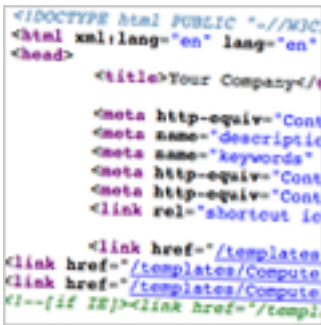 <!DOCTYPE html PUBLIC "-//W3C
<html xml:lang="en" lang="en"
<head>
<title>Your Company</t
<meta http-equiv="Cont
<meta name="descriptio
<meta name="keywords"
<meta http-equiv="Cont
<meta http-equiv="Cont
<link rel="shortcut ic
<link href="/templates
<link href="/templates/Compute
<link href="/templates/Compute
<!--[if IE]><link href="/templ